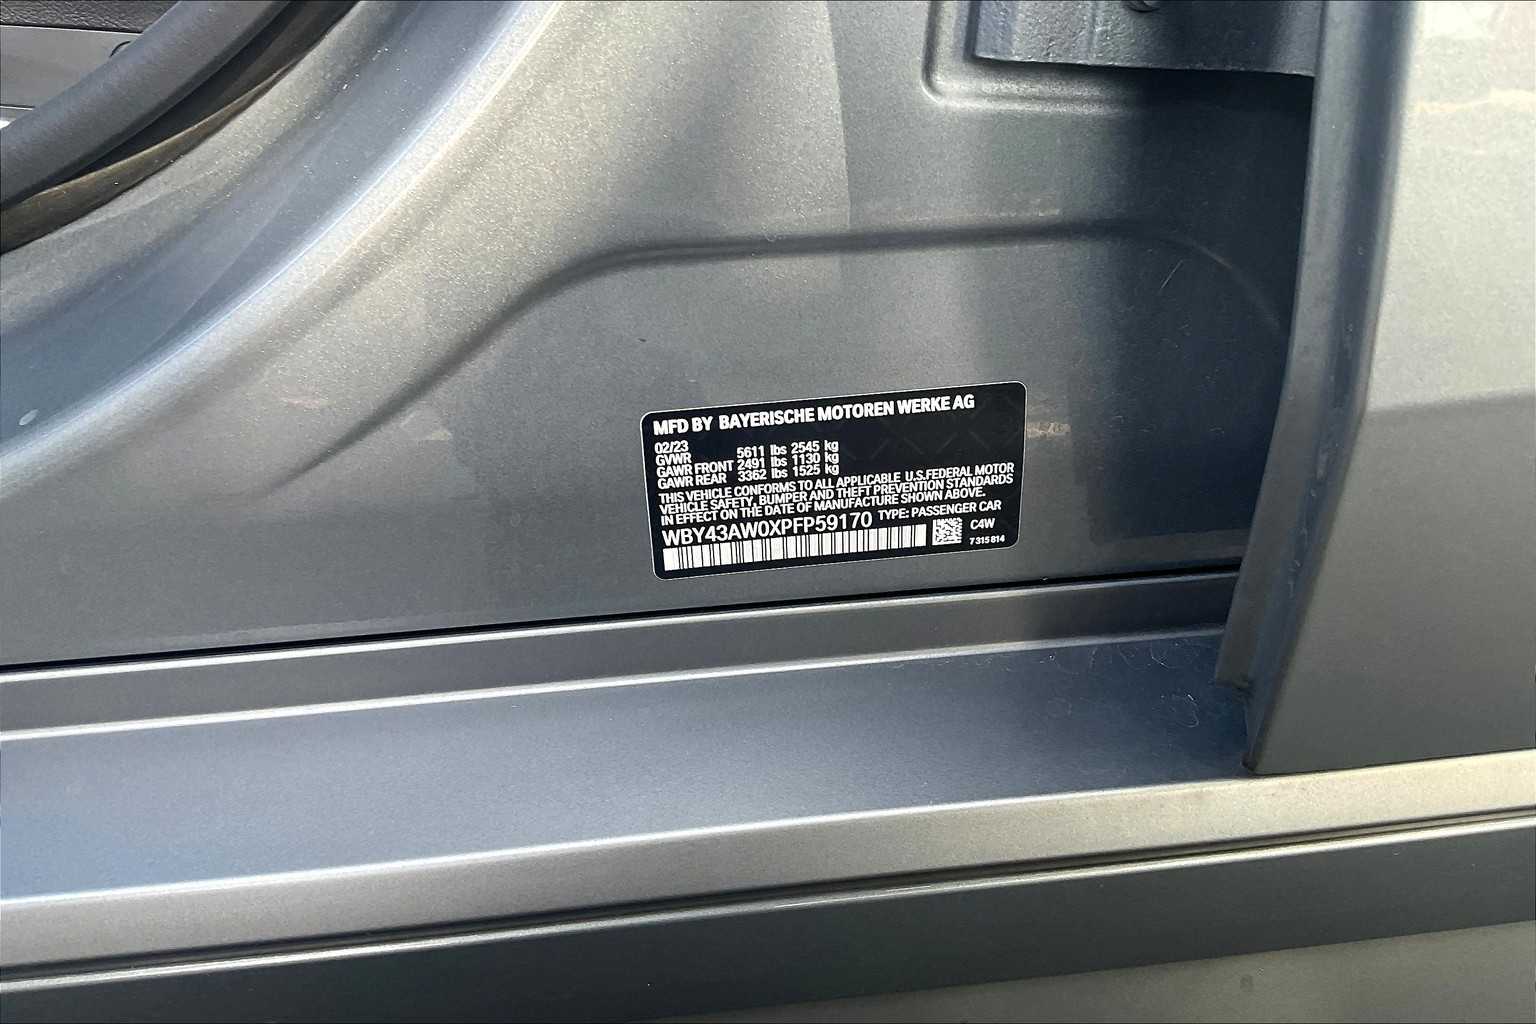 MFD BY BAYERISCHE MOTOREN WERKE AG
02/23
GVWR 5611 lbs 2545 kg
GAWR FRONT 2491 lbs 1130 kg
GAWR REAR 3362 lbs 1525 kg
THIS VEHICLE CONFORMS TO ALL APPLICABLE U.S.FEDERAL MOTOR
VEHICLE SAFETY, BUMPER AND THEFT PREVENTION STANDARDS
IN EFFECT ON THE DATE OF MANUFACTURE SHOWN ABOVE.
WBY43AW0XPFP59170 TYPE: PASSENGER CAR
C4W
7 315 814